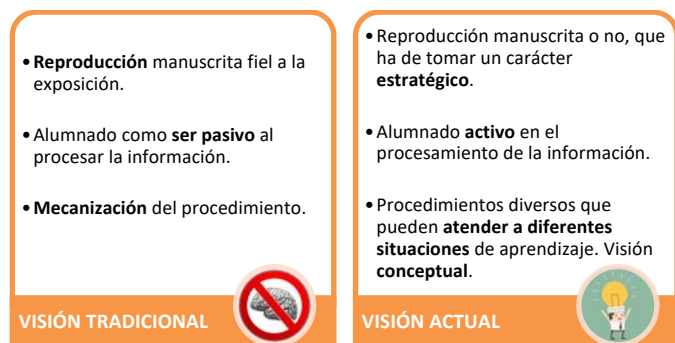 • Reproducción manuscrita fiel a la
exposición.
• Alumnado como ser pasivo al
procesar la información.
• Mecanización del procedimiento.
VISIÓN TRADICIONAL
• Reproducción manuscrita o no, que
ha de tomar un carácter
estratégico.
• Alumnado activo en el
procesamiento de la información.
• Procedimientos diversos que
pueden atender a diferentes
situaciones de aprendizaje. Visión
conceptual.
VISIÓN ACTUAL